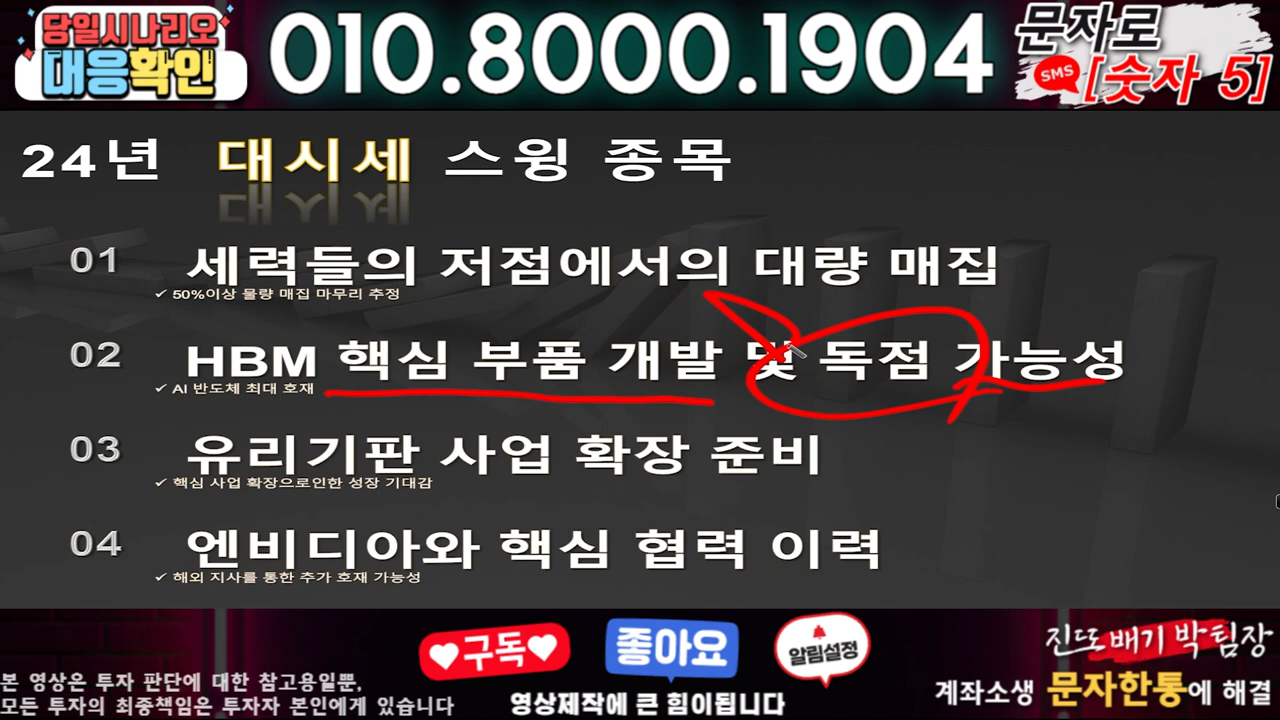 당일시나리오
대응확인
010.8000.1904
문자로
SMS
[숫자 5]
24년 대시세 스윙 종목
01 세력들의 저점에서의 대량 매집
✓ 50%이상 물량 매집 마무리 추정
02 HBM 핵심 부품 개발 및 독점 가능성
✓ AI 반도체 최대 호재
03 유리기판 사업 확장 준비
✓ 핵심 사업 확장으로인한 성장 기대감
04 엔비디아와 핵심 협력 이력
✓ 해외 지사를 통한 추가 호재 가능성
구독
좋아요
알림설정
영상제작에 큰 힘이됩니다
본 영상은 투자 판단에 대한 참고용일뿐,
모든 투자의 최종책임은 투자자 본인에게 있습니다
진또배기 박팀장
계좌소생 문자한통에 해결